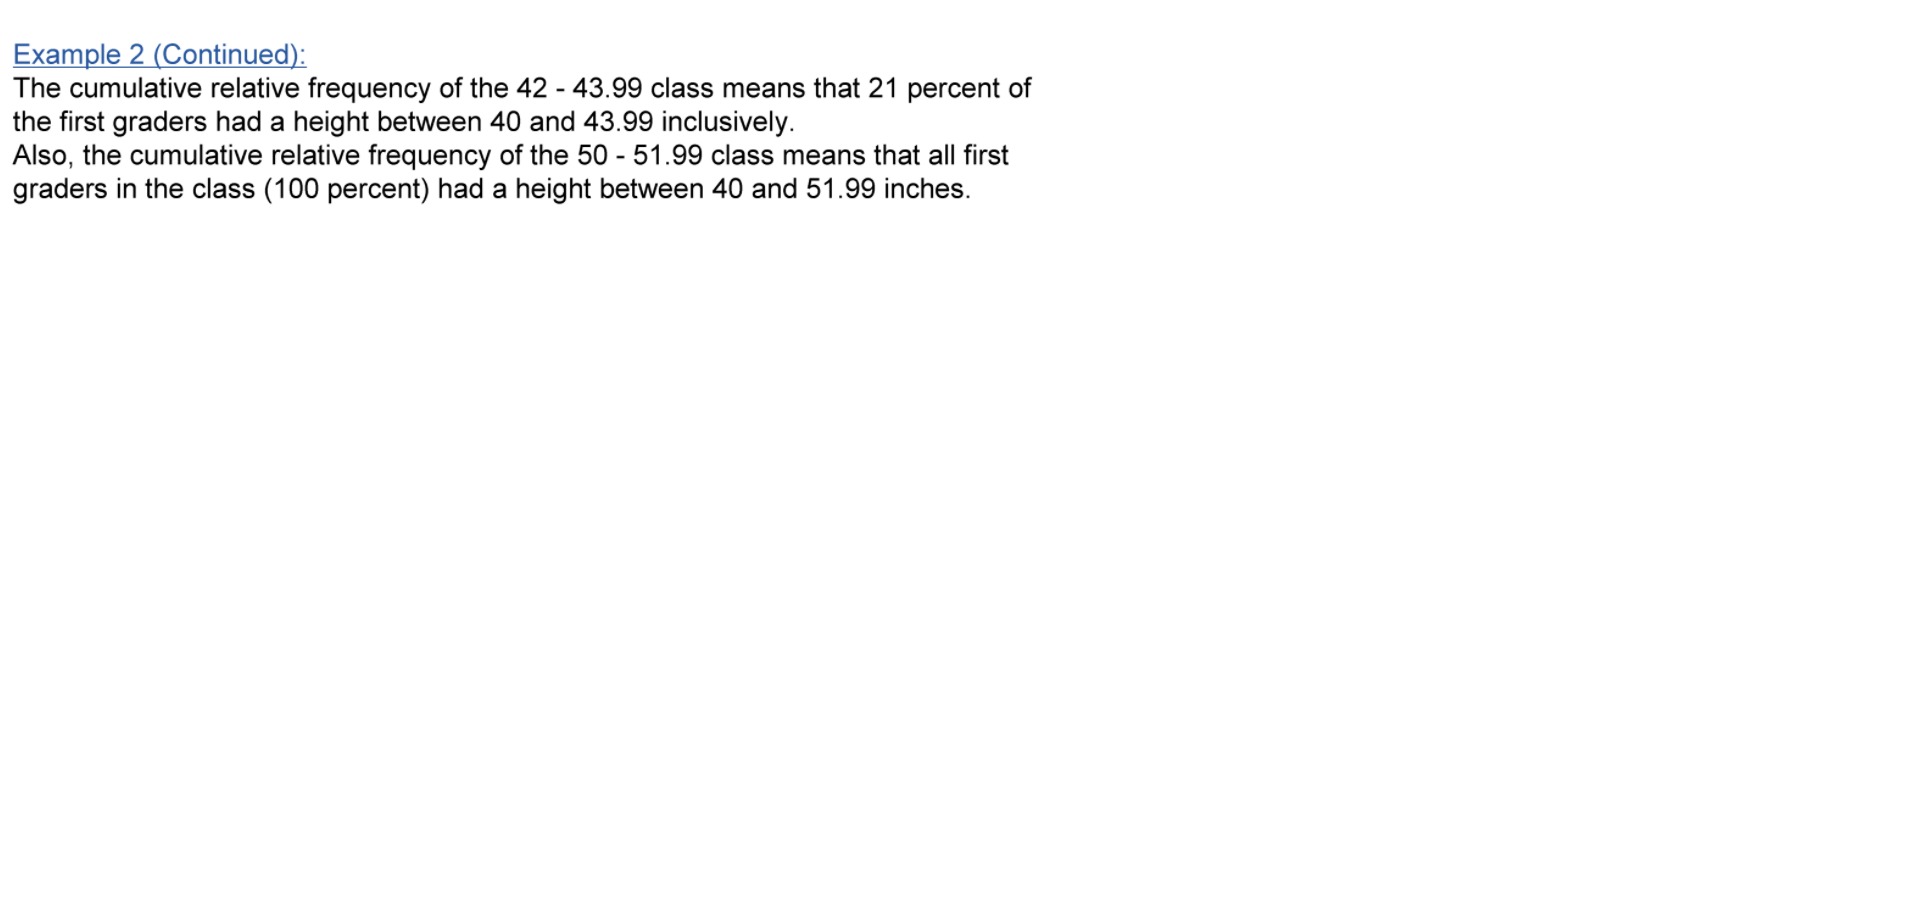 Example 2 (Continued):
The cumulative relative frequency of the 42 - 43.99 class means that 21 percent of
the first graders had a height between 40 and 43.99 inclusively.
Also, the cumulative relative frequency of the 50 - 51.99 class means that all first
graders in the class (100 percent) had a height between 40 and 51.99 inches.